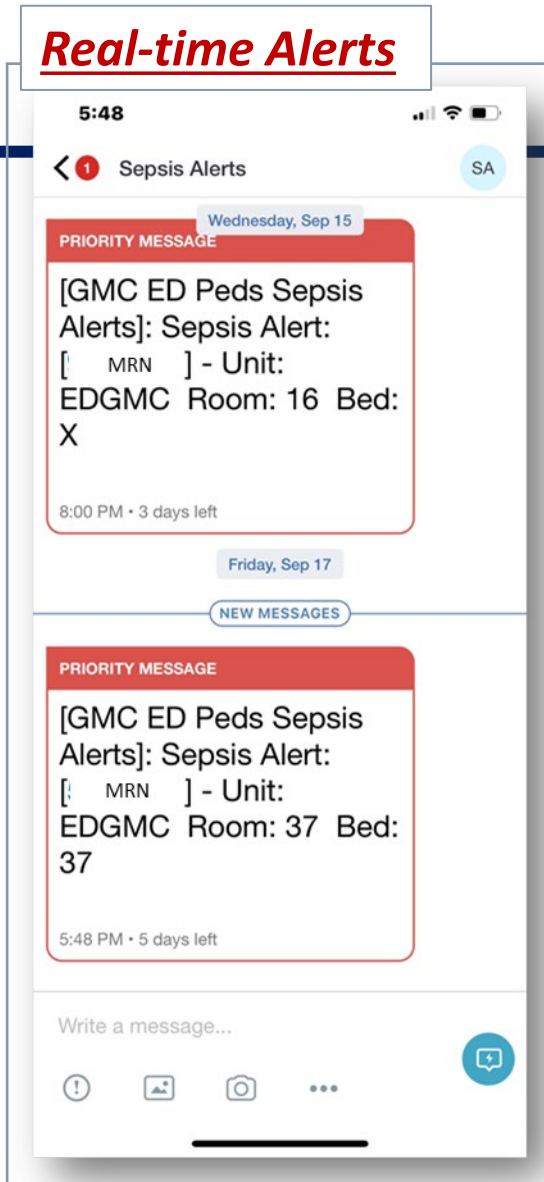 Real-time Alerts
5:48
1 Sepsis Alerts SA
Wednesday, Sep 15
PRIORITY MESSAGE
[GMC ED Peds Sepsis
Alerts]: Sepsis Alert:
[ MRN ] - Unit:
EDGMC Room: 16 Bed:
X
8:00 PM • 3 days left
Friday, Sep 17
NEW MESSAGES
PRIORITY MESSAGE
[GMC ED Peds Sepsis
Alerts]: Sepsis Alert:
[ MRN ] - Unit:
EDGMC Room: 37 Bed:
37
5:48 PM • 5 days left
Write a message...